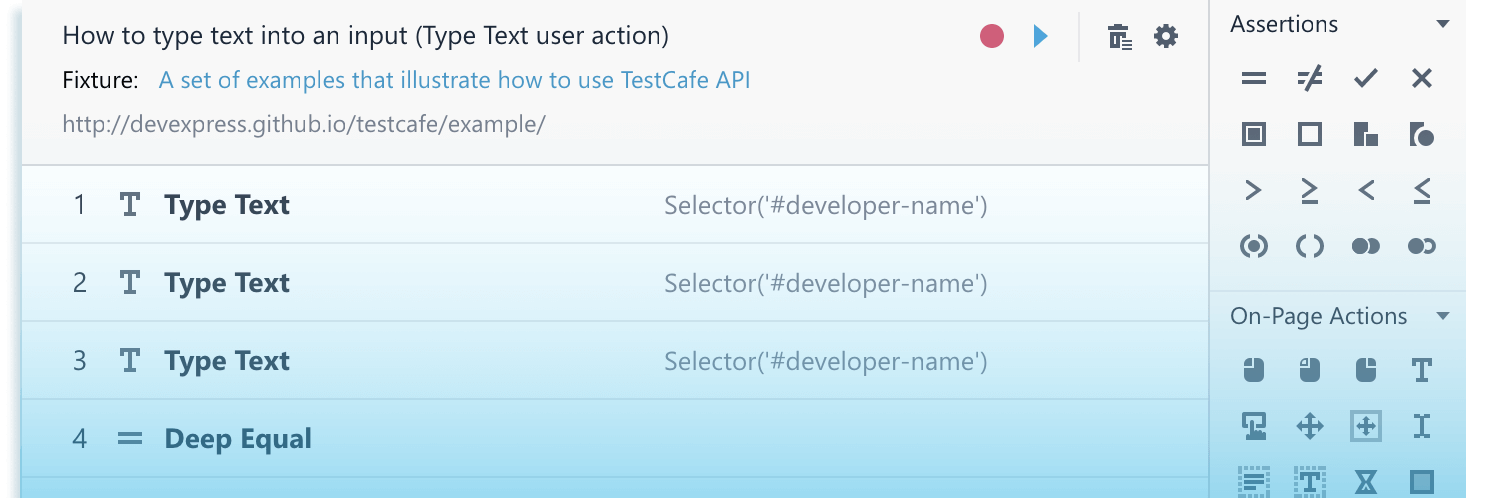 How to type text into an input (Type Text user action)
Fixture: A set of examples that illustrate how to use TestCafe API
http://devexpress.github.io/testcafe/example/
1 Type Text Selector('#developer-name')
2 Type Text Selector('#developer-name')
3 Type Text Selector('#developer-name')
4 Deep Equal
Assertions
On-Page Actions